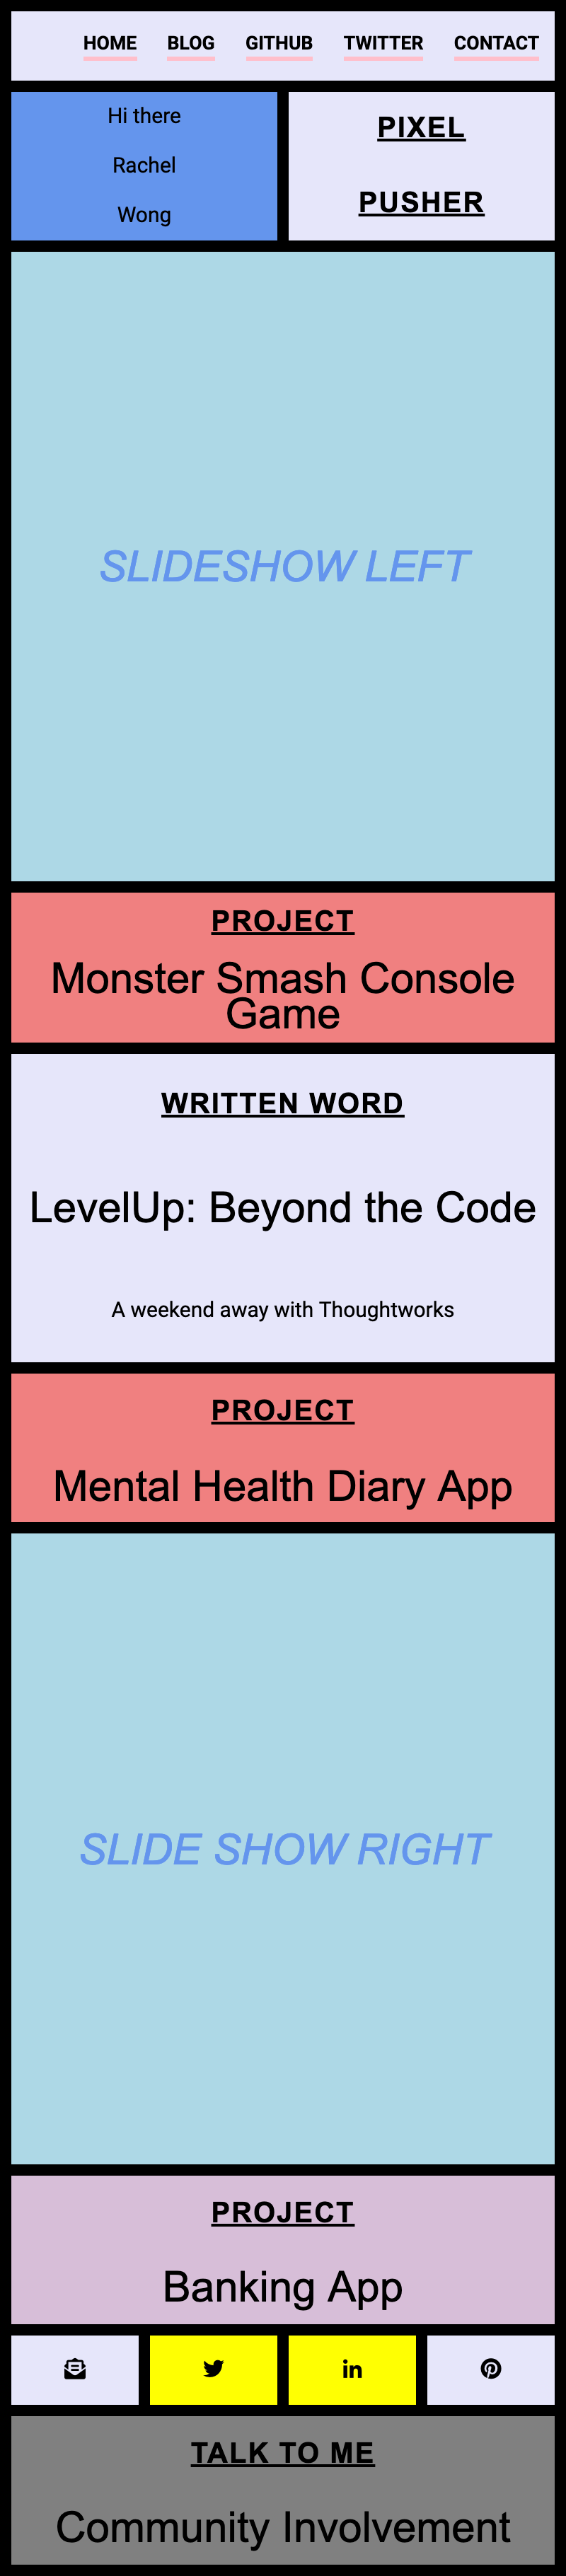 HOME BLOG GITHUB TWITTER CONTACT
Hi there
Rachel
Wong
PIXEL
PUSHER
SLIDESHOW LEFT
PROJECT
Monster Smash Console
Game
WRITTEN WORD
LevelUp: Beyond the Code
A weekend away with Thoughtworks
PROJECT
Mental Health Diary App
SLIDE SHOW RIGHT
PROJECT
Banking App
TALK TO ME
Community Involvement